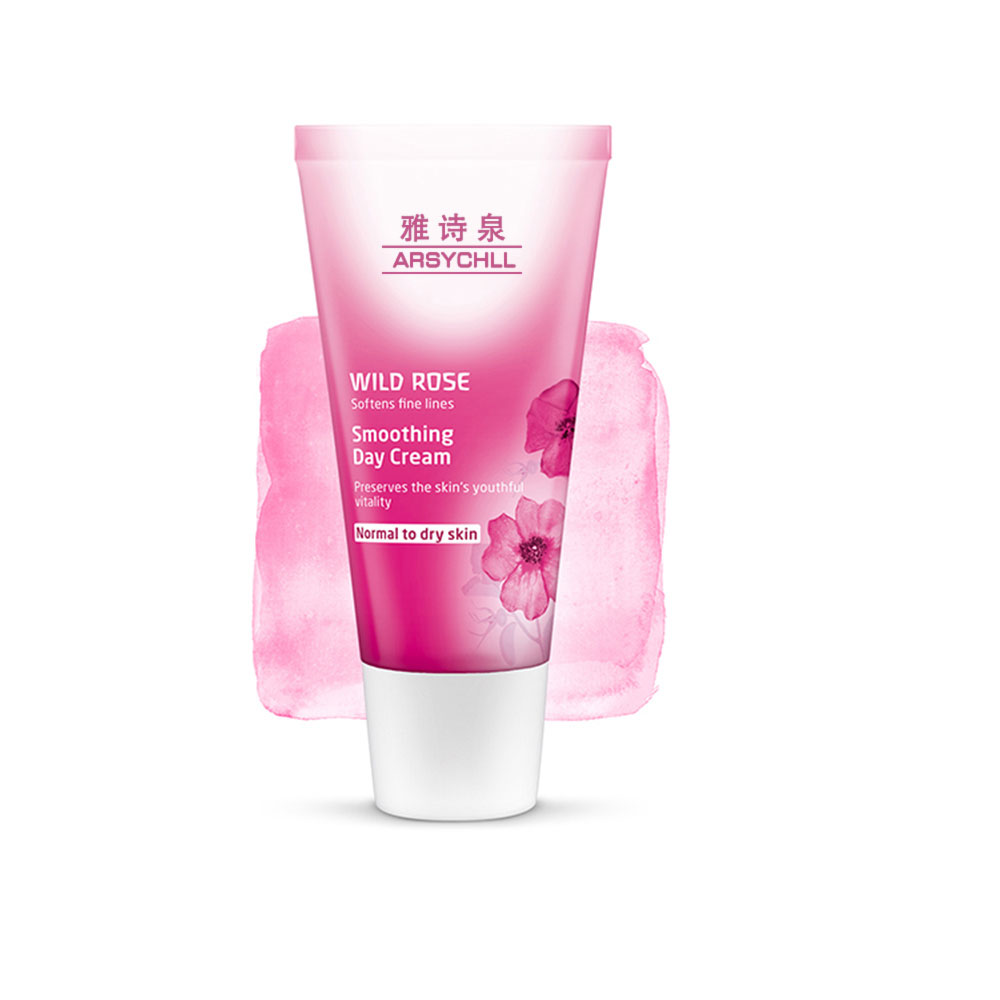 雅诗泉
ARSYCHLL
WILD ROSE
Softens fine lines
Smoothing
Day Cream
Preserves the skin's youthful
vitality
Normal to dry skin